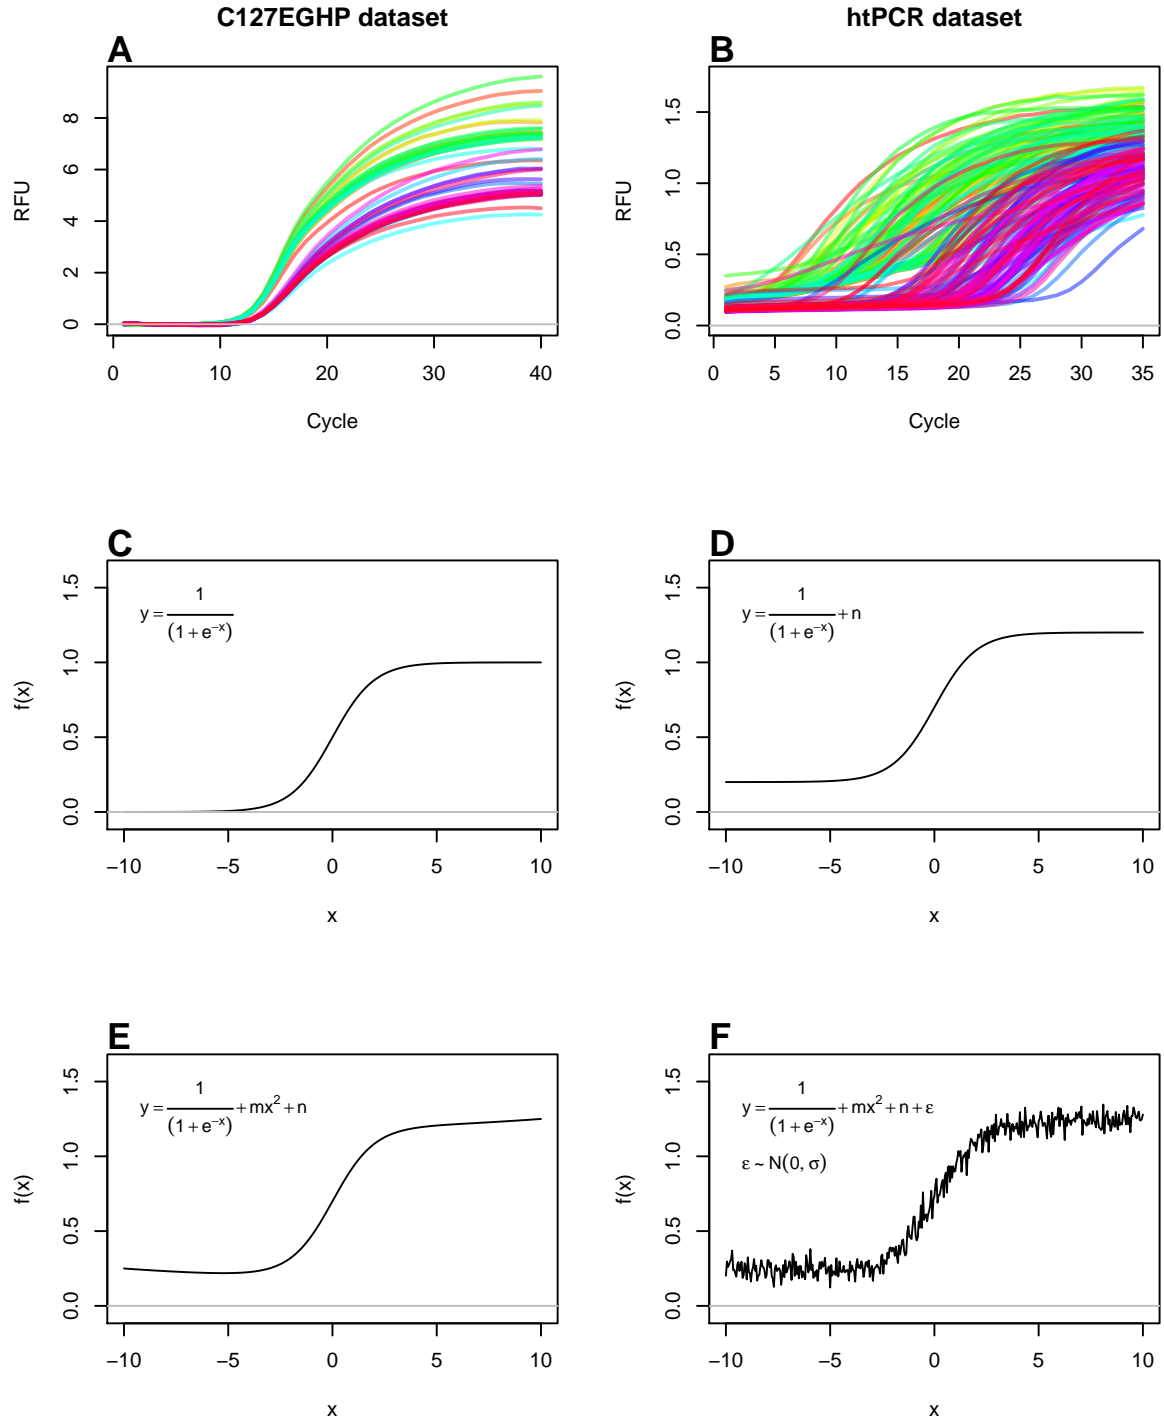 C127EGHP dataset
htPCR dataset
A
B
RFU
8
6
4
2
0
0 10 20 30 40
Cycle
RFU
1.5
1.0
0.5
0.0
0 5 10 15 20 25 30 35
Cycle
C
D
f(x)
1.5
1.0
0.5
0.0
y = 1 / (1 + e^−x)
−10 −5 0 5 10
x
f(x)
1.5
1.0
0.5
0.0
y = 1 / (1 + e^−x) + n
−10 −5 0 5 10
x
E
F
f(x)
1.5
1.0
0.5
0.0
y = 1 / (1 + e^−x) + mx² + n
−10 −5 0 5 10
x
f(x)
1.5
1.0
0.5
0.0
y = 1 / (1 + e^−x) + mx² + n + ε
ε ~ N(0, σ)
−10 −5 0 5 10
x